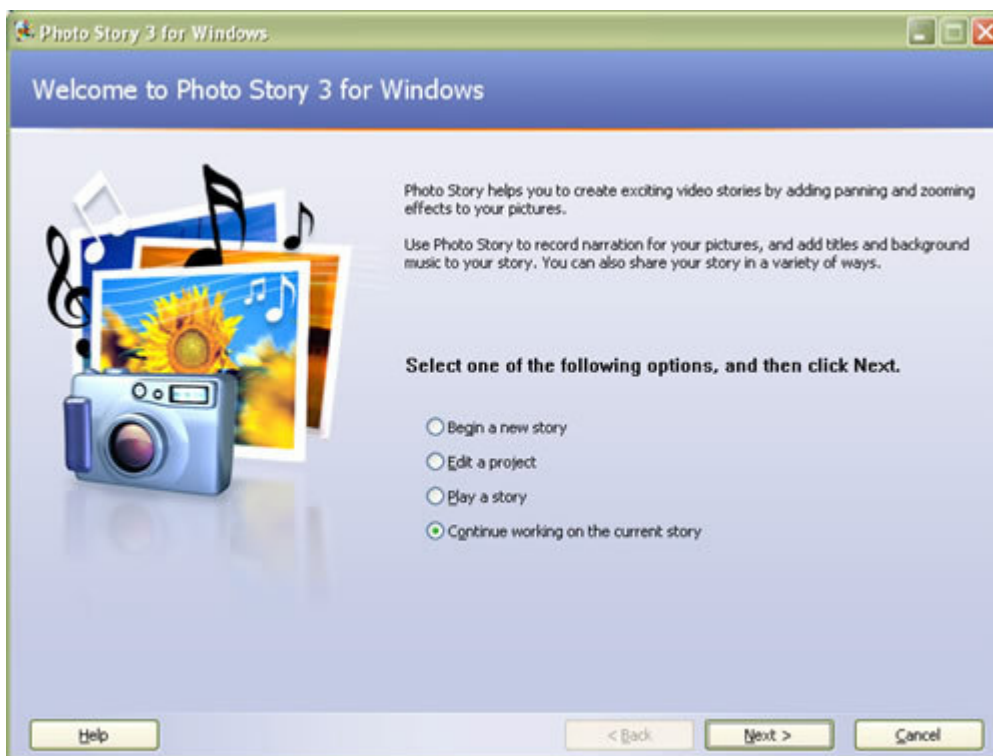 Photo Story 3 for Windows
Welcome to Photo Story 3 for Windows
Photo Story helps you to create exciting video stories by adding panning and zooming
effects to your pictures.
Use Photo Story to record narration for your pictures, and add titles and background
music to your story. You can also share your story in a variety of ways.
Select one of the following options, and then click Next.
Begin a new story
Edit a project
Play a story
Continue working on the current story
Help
< Back
Next >
Cancel